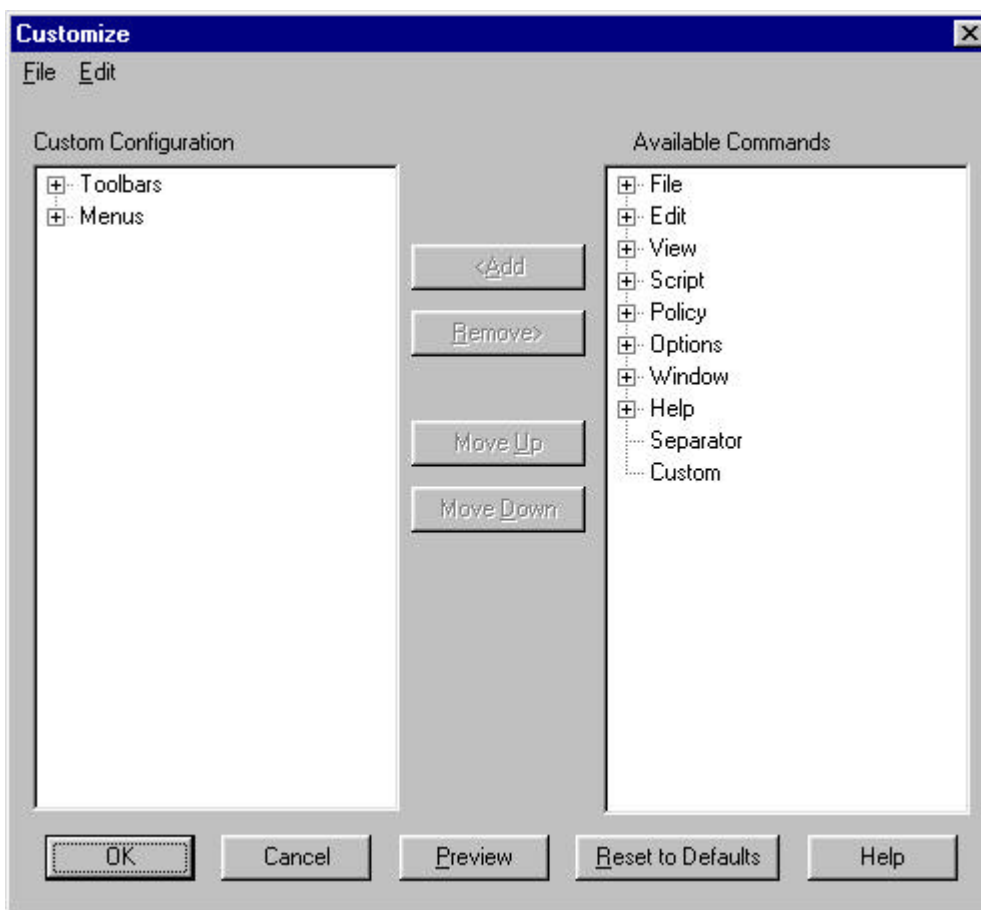 Customize
File Edit
Custom Configuration
Available Commands
Toolbars
Menus
<Add
Remove>
Move Up
Move Down
File
Edit
View
Script
Policy
Options
Window
Help
Separator
Custom
OK Cancel Preview Reset to Defaults Help